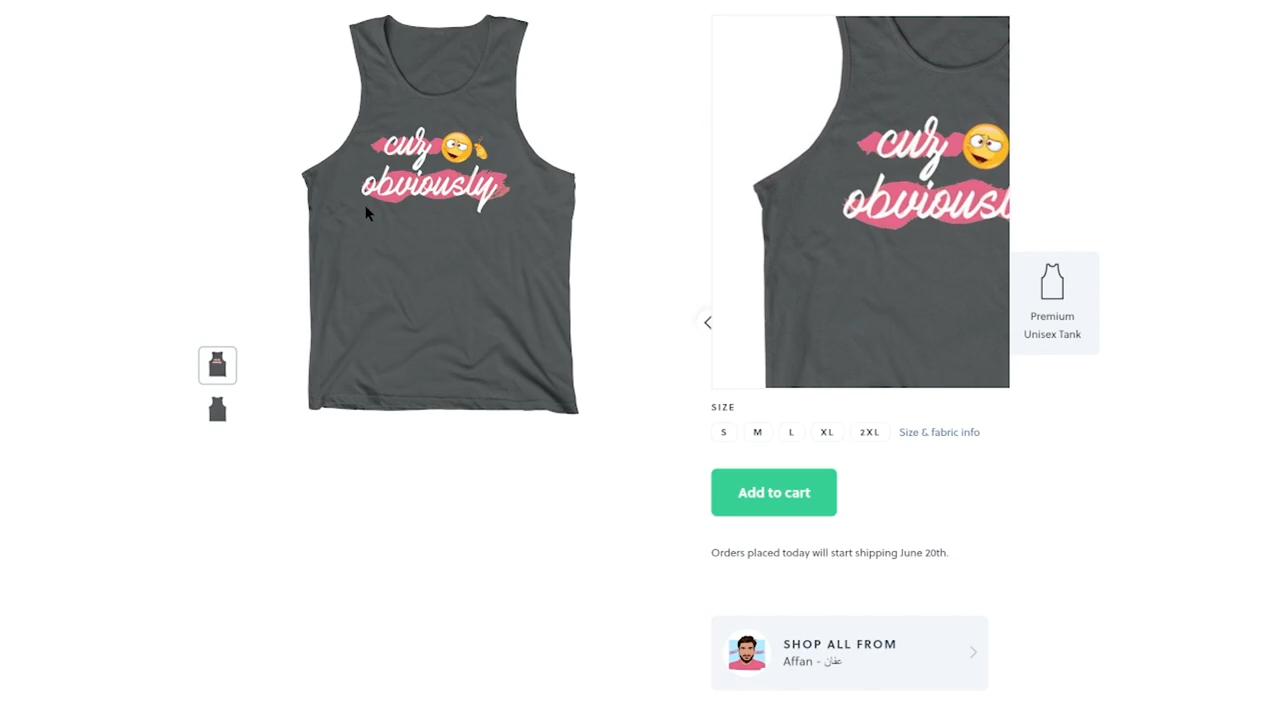 cuz
obviously
cuz
obviousl
Premium
Unisex Tank
SIZE
S M L XL 2XL Size & fabric info
Add to cart
Orders placed today will start shipping June 20th.
SHOP ALL FROM
Affan - عفان